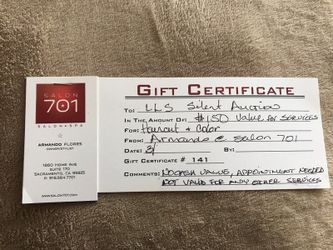 SALON
701
SALON+SPA
ARMANDO FLORES
OWNER/STYLIST
SACRAMENTO, CA
WWW.SALON701.COM
GIFT CERTIFICATE
TO: LLS Silent Auction
IN THE AMOUNT OF: $150 Value for SERVICES
FOR: Haircut & Color
FROM: Armando @ Salon 701
DATE: BY:
GIFT CERTIFICATE # 141
COMMENTS: NO CASH VALUE, APPOINTMENT NEEDED
NOT VALID FOR ANY OTHER SERVICES